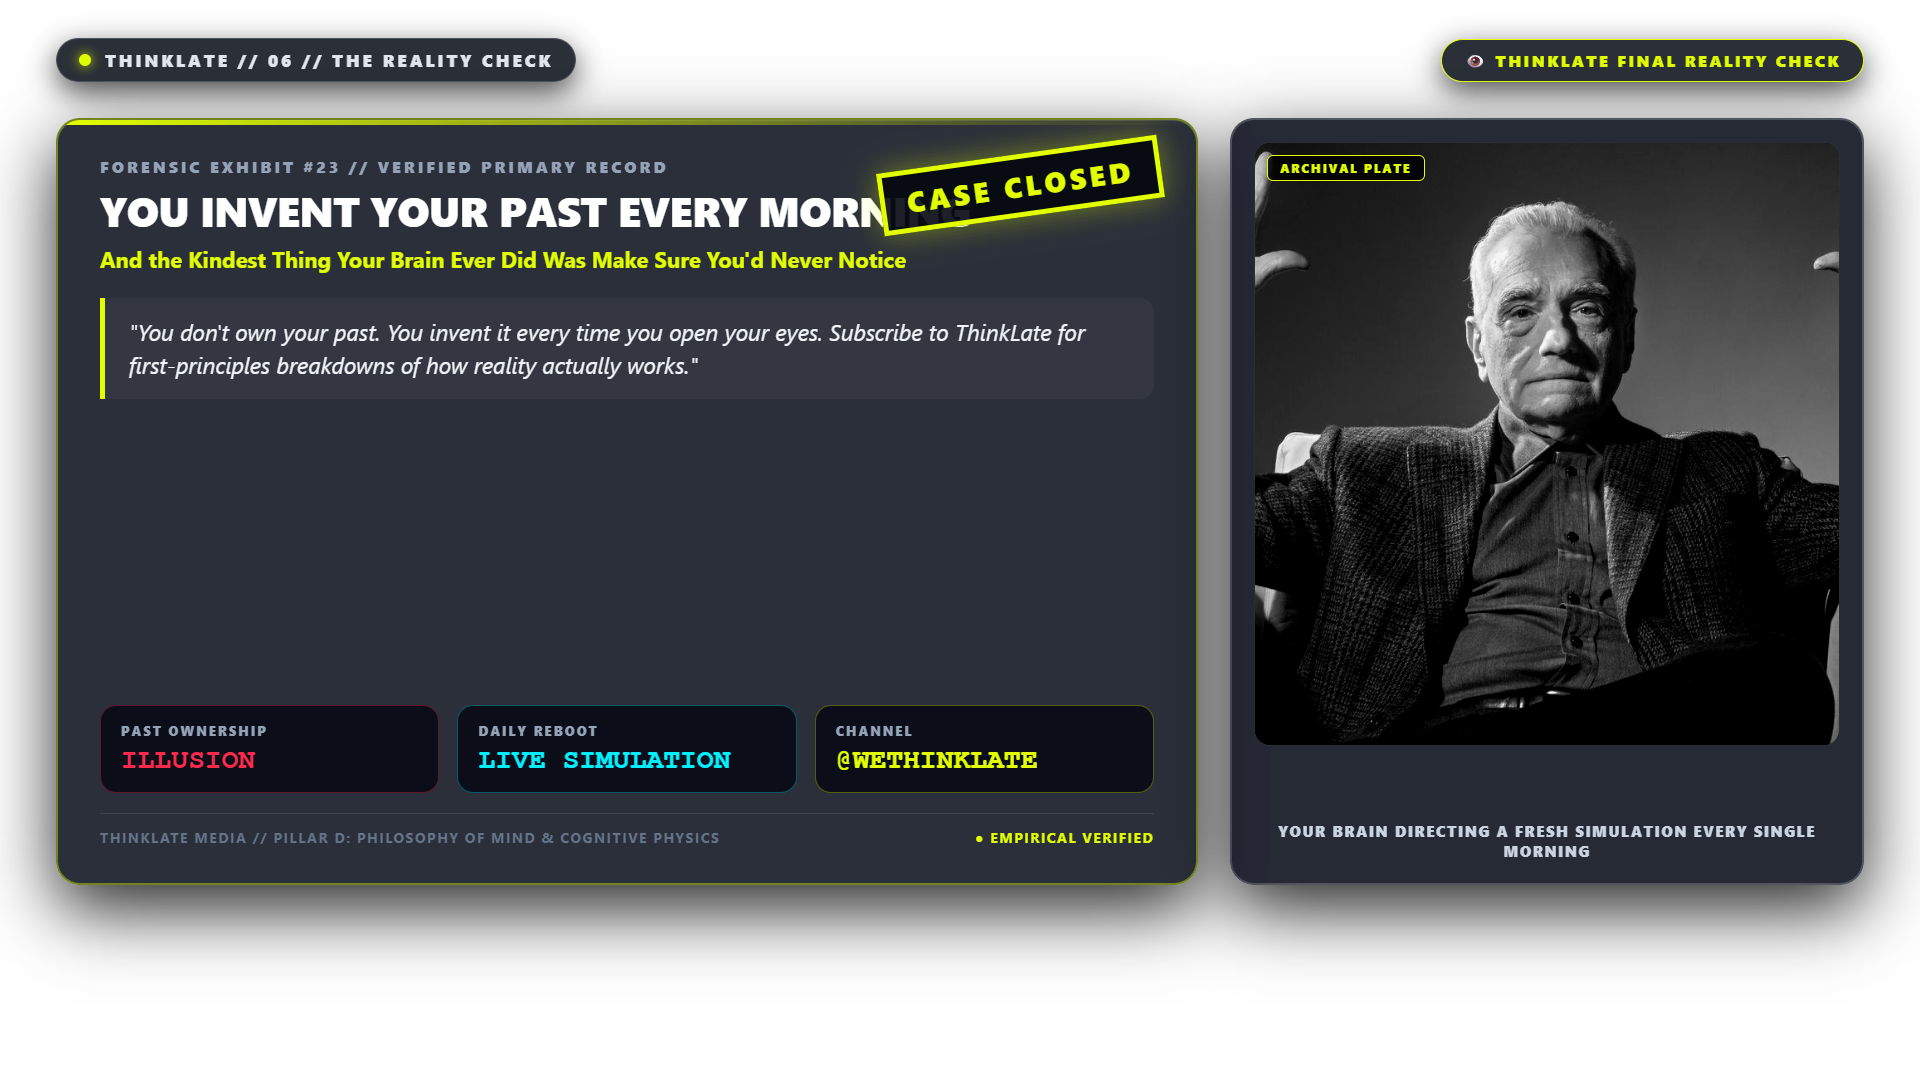 THINKLATE // 06 // THE REALITY CHECK
THINKLATE FINAL REALITY CHECK
FORENSIC EXHIBIT #23 // VERIFIED PRIMARY RECORD
CASE CLOSED
YOU INVENT YOUR PAST EVERY MORNING
And the Kindest Thing Your Brain Ever Did Was Make Sure You'd Never Notice
"You don't own your past. You invent it every time you open your eyes. Subscribe to ThinkLate for
first-principles breakdowns of how reality actually works."
PAST OWNERSHIP
ILLUSION
DAILY REBOOT
LIVE SIMULATION
CHANNEL
@WETHINKLATE
THINKLATE MEDIA // PILLAR D: PHILOSOPHY OF MIND & COGNITIVE PHYSICS
● EMPIRICAL VERIFIED
ARCHIVAL PLATE
YOUR BRAIN DIRECTING A FRESH SIMULATION EVERY SINGLE
MORNING